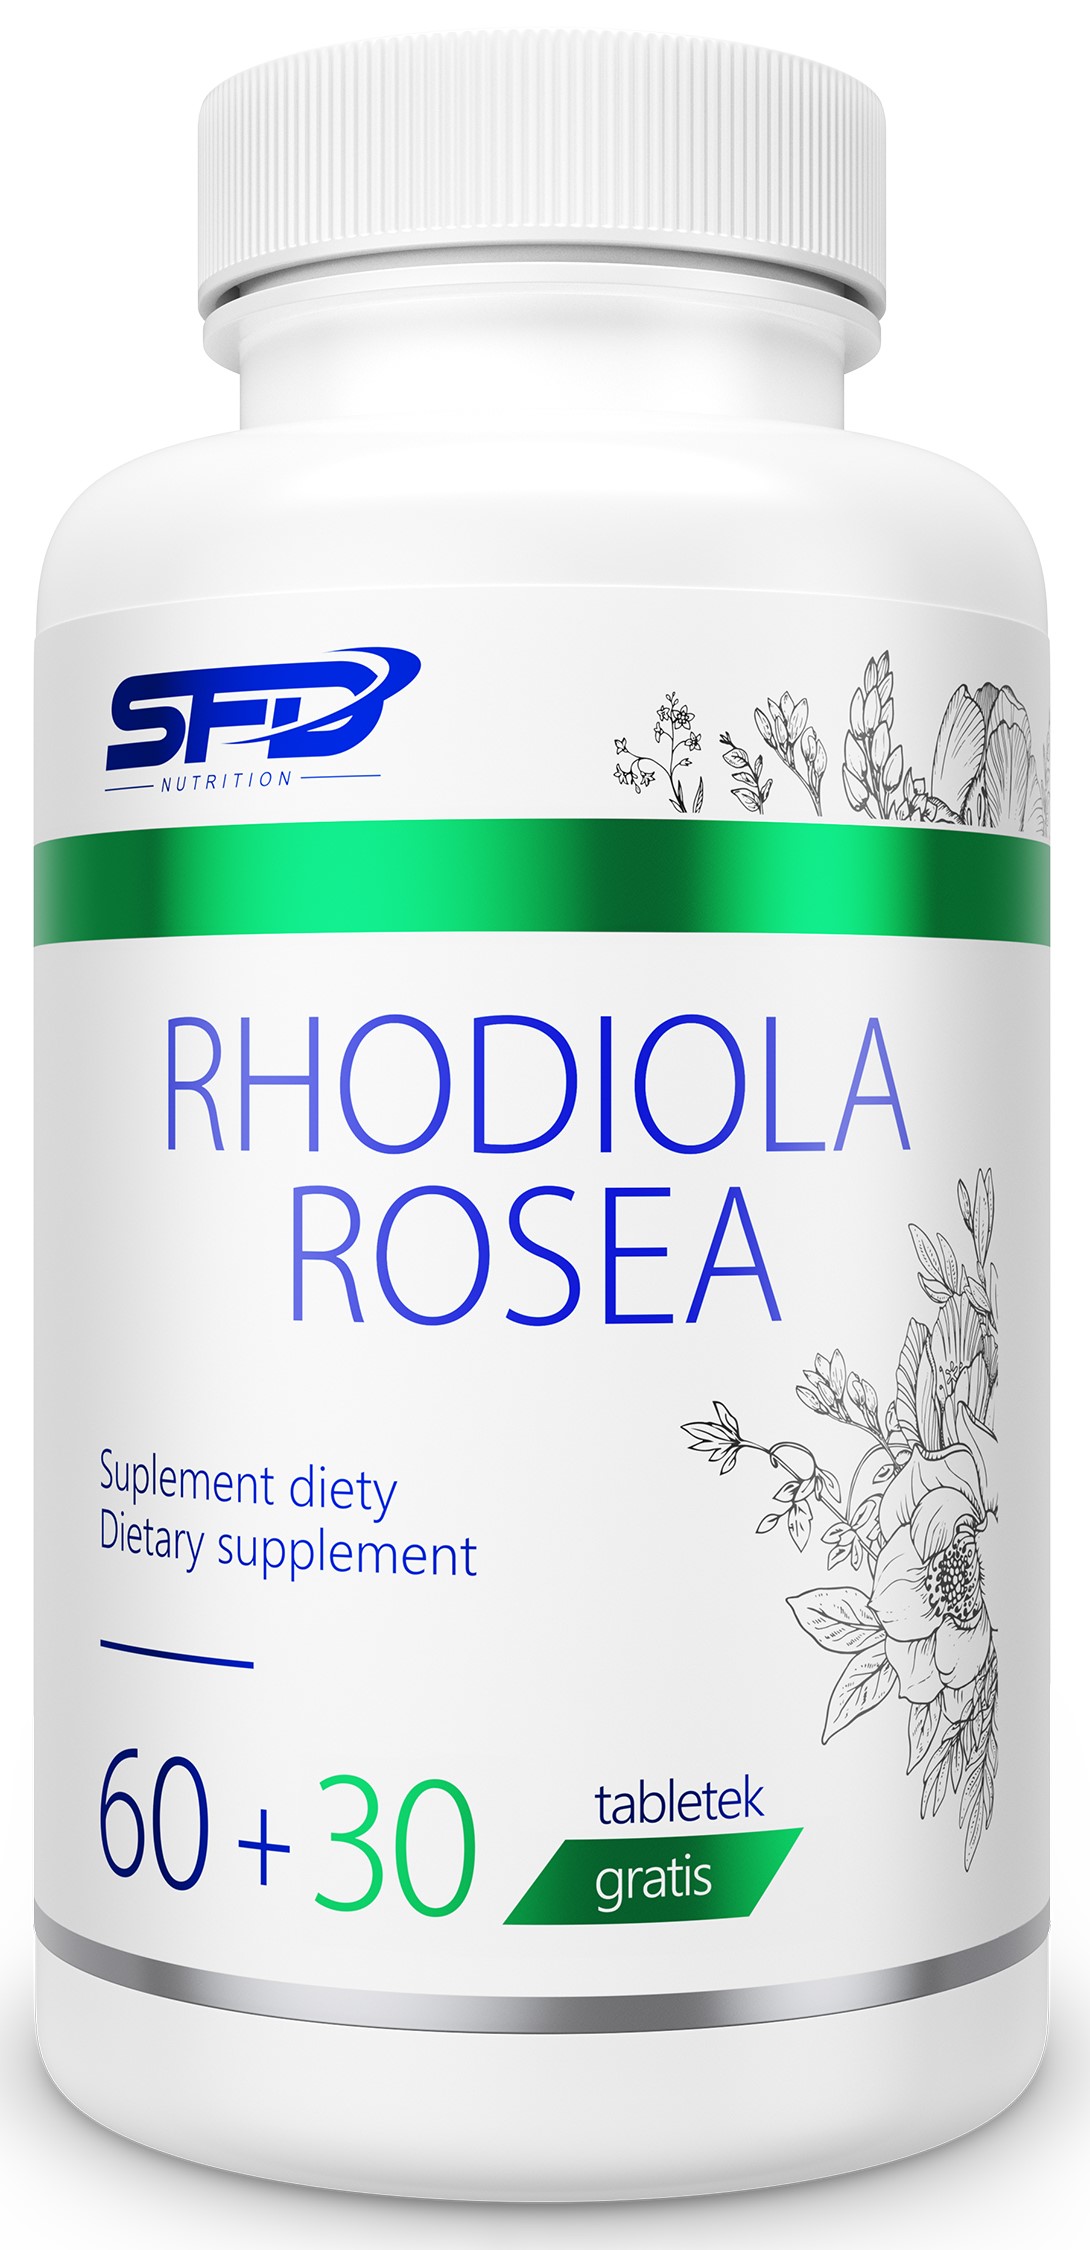 SFD
NUTRITION
RHODIOLA
ROSEA
Suplement diety
Dietary supplement
60 + 30 tabletek
gratis